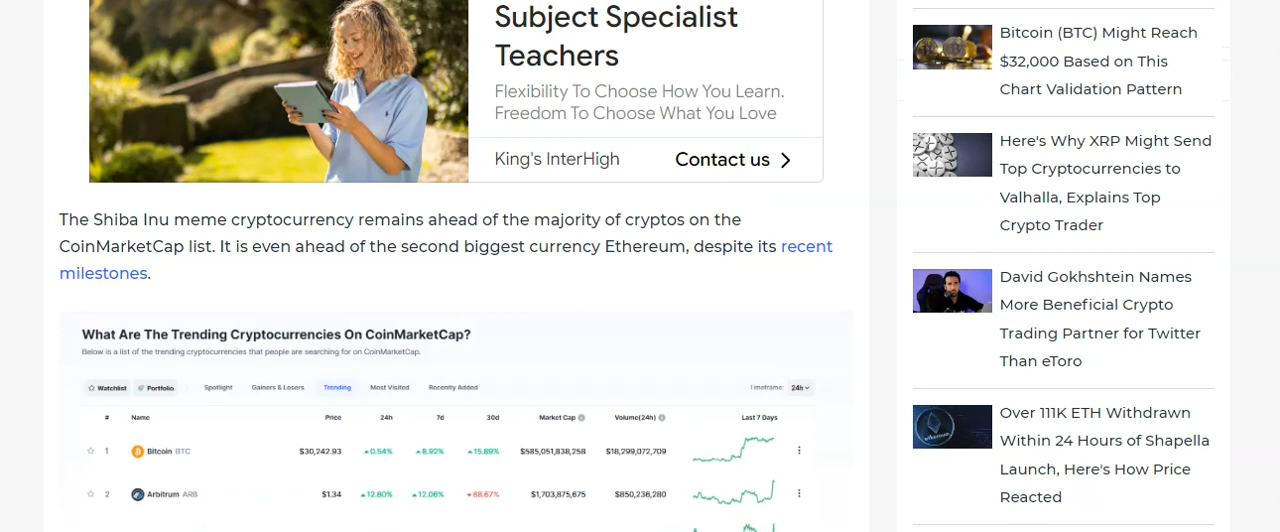 Subject Specialist
Teachers
Flexibility To Choose How You Learn.
Freedom To Choose What You Love
King's InterHigh
Contact us
The Shiba Inu meme cryptocurrency remains ahead of the majority of cryptos on the
CoinMarketCap list. It is even ahead of the second biggest currency Ethereum, despite its recent
milestones.
What Are The Trending Cryptocurrencies On CoinMarketCap?
Below is a list of the trending cryptocurrencies that people are searching for on CoinMarketCap.
Watchlist Portfolio Spotlight Gainers & Losers Trending Most Visited Recently Added Timeframe: 24h
# Name Price 24h 7d 30d Market Cap Volume(24h) Last 7 Days
1 Bitcoin BTC $30,242.93 0.54% 8.92% 15.89% $585,051,838,258 $18,299,072,709
2 Arbitrum ARB $1.34 12.80% 12.06% 88.67% $1,703,875,675 $850,236,280
Bitcoin (BTC) Might Reach
$32,000 Based on This
Chart Validation Pattern
Here's Why XRP Might Send
Top Cryptocurrencies to
Valhalla, Explains Top
Crypto Trader
David Gokhshtein Names
More Beneficial Crypto
Trading Partner for Twitter
Than eToro
Over 111K ETH Withdrawn
Within 24 Hours of Shapella
Launch, Here's How Price
Reacted